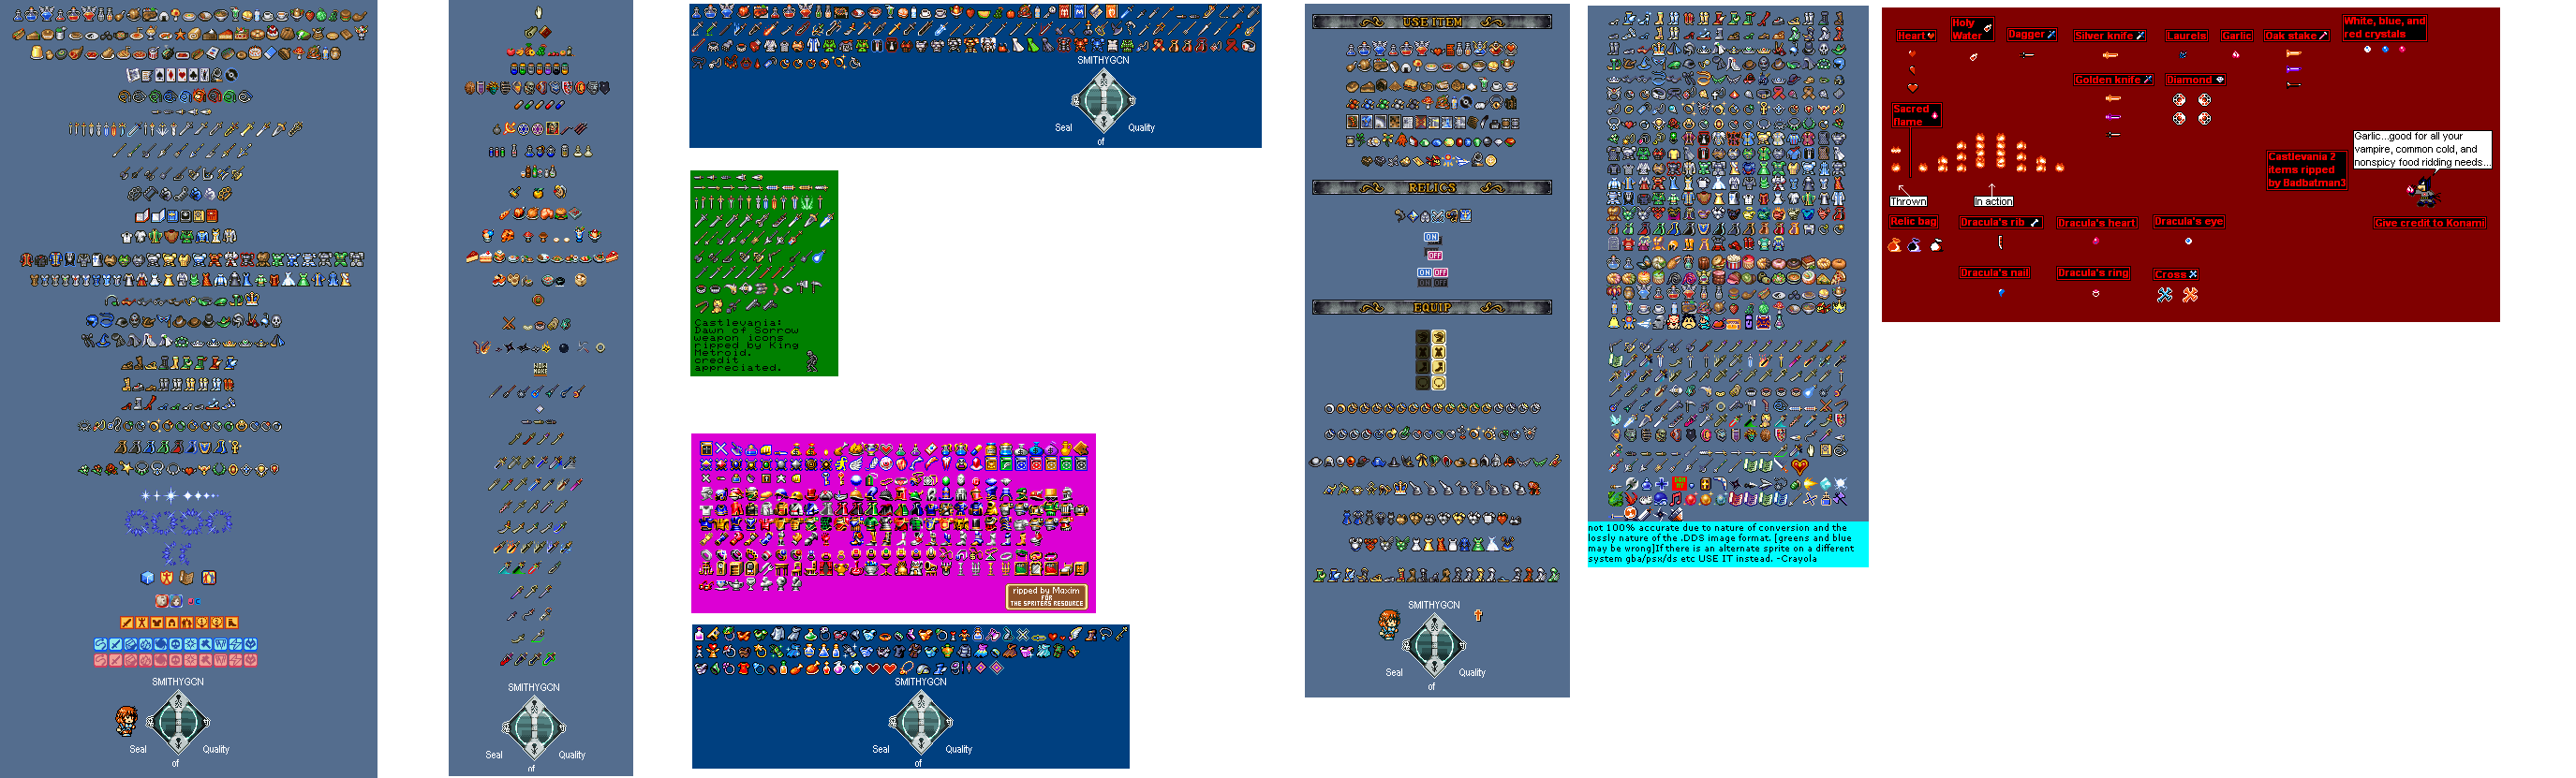 SMITHYGCN
Seal
Quality
of
NOW
MAKE
SMITHYGCN
Seal
Quality
of
SMITHYGCN
Seal
Quality
of
Castlevania:
Dawn of Sorrow
weapon icons
ripped by King
Metroid.
credit
appreciated.
ripped by Maxim
FOR
THE SPRITERS RESOURCE
SMITHYGCN
Seal
Quality
of
USE ITEM
RELICS
ON
OFF
ON OFF
ON OFF
EQUIP
SMITHYGCN
Seal
Quality
of
not 100% accurate due to nature of conversion and the
lossly nature of the .DDS image format. [greens and blue
may be wrong]If there is an alternate sprite on a different
system gba/psx/ds etc USE IT instead. -Crayola
Heart
Holy
Water
Dagger
Silver knife
Laurels
Garlic
Oak stake
White, blue, and
red crystals
Golden knife
Diamond
Sacred
flame
Garlic...good for all your
vampire, common cold, and
nonspicy food ridding needs...
Castlevania 2
items ripped
by Badbatman3
Thrown
In action
Relic bag
Dracula's rib
Dracula's heart
Dracula's eye
Give credit to Konami
Dracula's nail
Dracula's ring
Cross